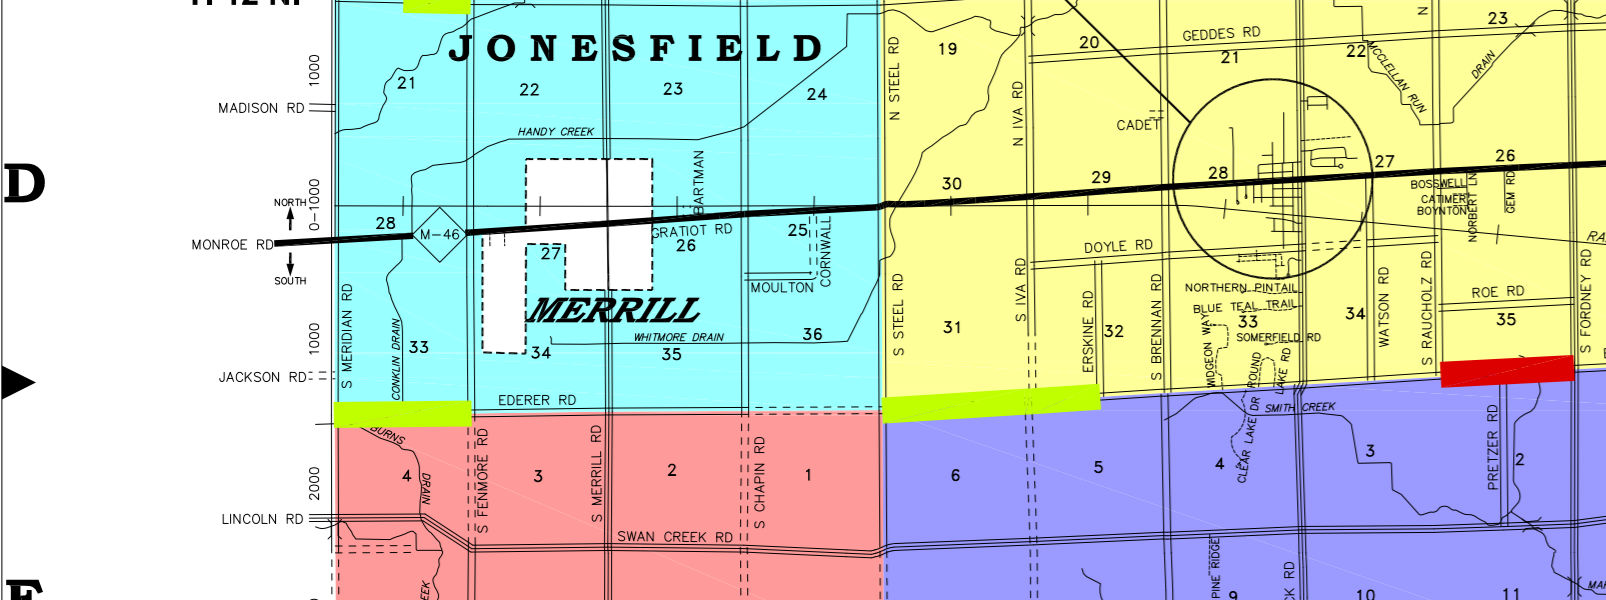 JONESFIELD
19
20
GEDDES RD
21
22
23
N
1000
21
22
23
24
N STEEL RD
N IVA RD
MCCLELLAN RUN
DRAIN
MADISON RD
HANDY CREEK
CADET
D
BARTMAN
30
29
28
27
26
BOSSWELL
CATIMER
BOYNTON
NORBERT LN
GEM RD
NORTH
0-1000
28
M-46
GRATIOT RD
26
25
CORNWALL
MONROE RD
SOUTH
27
MOULTON
DOYLE RD
MERRILL
S MERIDIAN RD
CONKLIN DRAIN
S STEEL RD
S IVA RD
ERSKINE RD
S BRENNAN RD
NORTHERN PINTAIL
BLUE TEAL TRAIL
WATSON RD
S RAUCHOLZ RD
ROE RD
S FORDNEY RD
1000
33
34
WHITMORE DRAIN
35
36
31
32
33
SOMERFIELD RD
34
35
WIDGEON WAY
ROUND
LAKE RD
JACKSON RD
EDERER RD
SMITH CREEK
CLEAR LAKE DR
BURNS
DRAIN
2000
4
S FENMORE RD
3
S MERRILL RD
2
S CHAPIN RD
1
6
5
4
3
PRETZER RD
2
LINCOLN RD
SWAN CREEK RD
PINE RIDGE
9
10
11